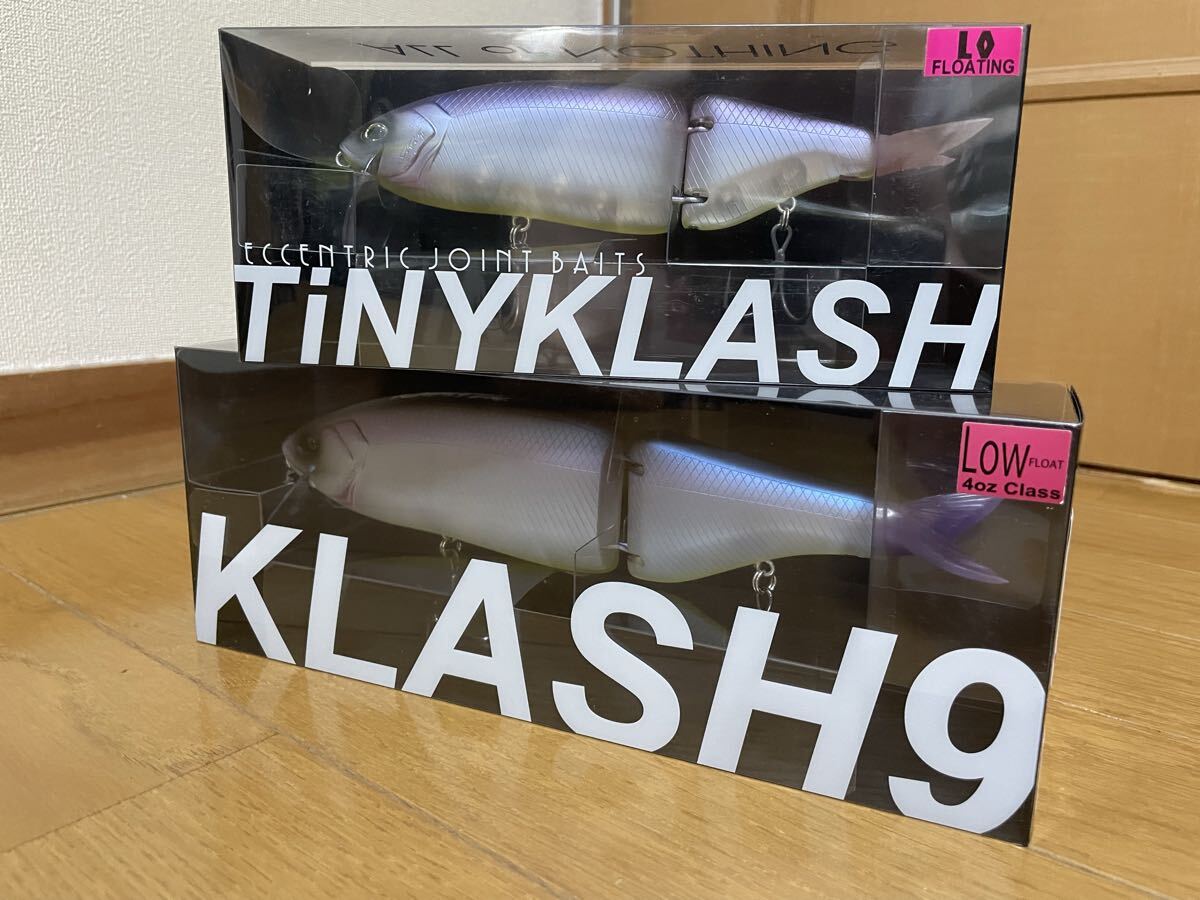 ALL OR NOTHING
LO
FLOATING
ECCENTRIC JOINT BAITS
TiNYKLASH
LOW FLOAT
4oz Class
KLASH9